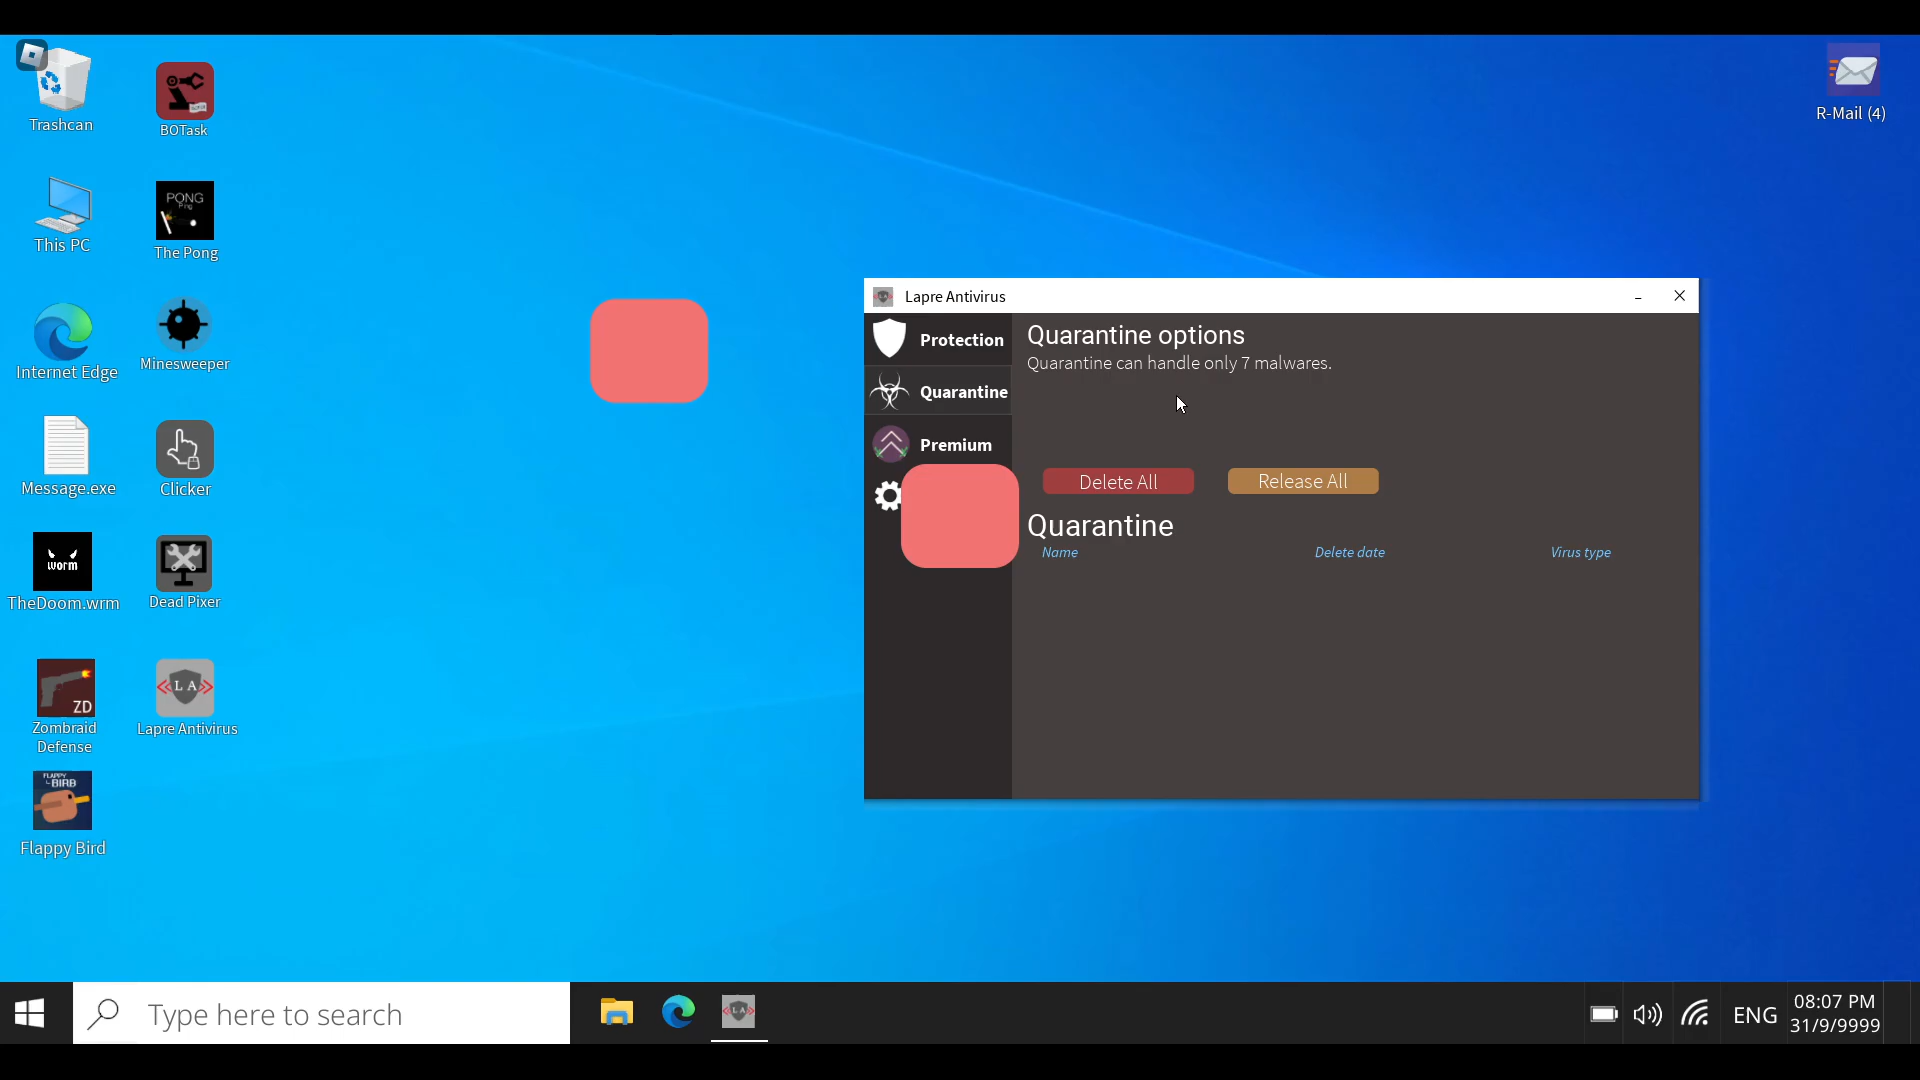 Trashcan
BOTask
R-Mail (4)
This PC
PONG
Ping
The Pong
Internet Edge
Minesweeper
Message.exe
Clicker
worm
TheDoom.wrm
Dead Pixer
ZD
Zombraid
Defense
L A
Lapre Antivirus
FLAPPY
BIRD
Flappy Bird
Lapre Antivirus
Protection
Quarantine
Premium
Quarantine options
Quarantine can handle only 7 malwares.
Delete All
Release All
Quarantine
Name
Delete date
Virus type
Type here to search
ENG
08:07 PM
31/9/9999